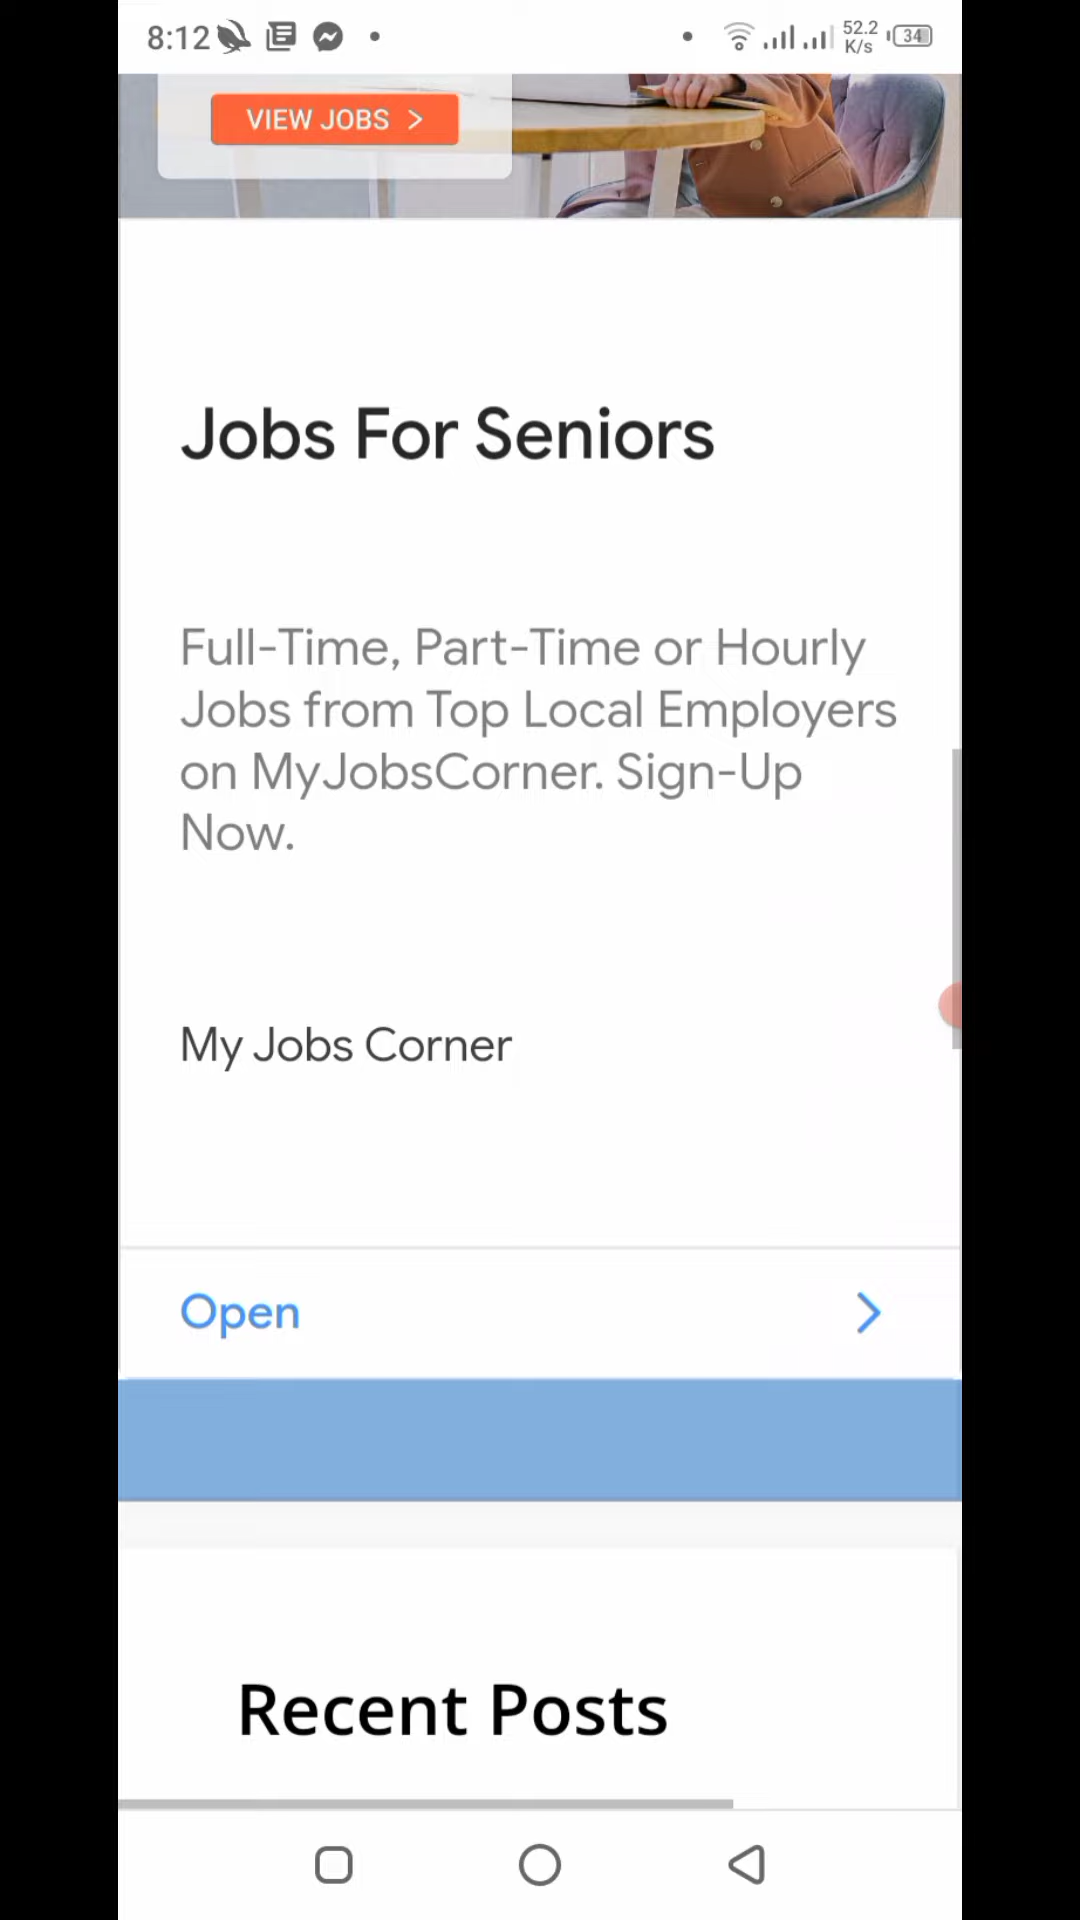 8:12
52.2
K/s
34
VIEW JOBS >
Jobs For Seniors
Full-Time, Part-Time or Hourly
Jobs from Top Local Employers
on MyJobsCorner. Sign-Up
Now.
My Jobs Corner
Open
Recent Posts